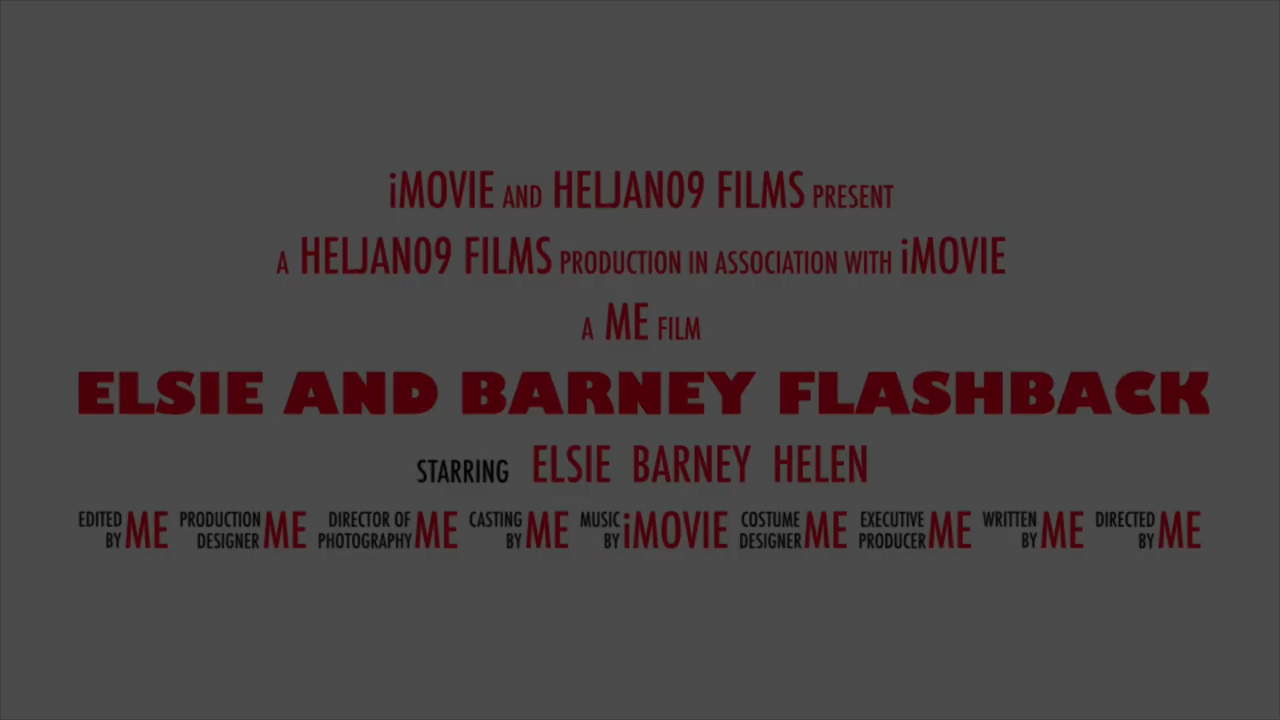 iMOVIE AND HELJAN09 FILMS PRESENT
A HELJAN09 FILMS PRODUCTION IN ASSOCIATION WITH iMOVIE
A ME FILM
ELSIE AND BARNEY FLASHBACK
STARRING ELSIE BARNEY HELEN
EDITED BY ME PRODUCTION DESIGNER ME DIRECTOR OF PHOTOGRAPHY ME CASTING BY ME MUSIC BY iMOVIE COSTUME DESIGNER ME EXECUTIVE PRODUCER ME WRITTEN BY ME DIRECTED BY ME